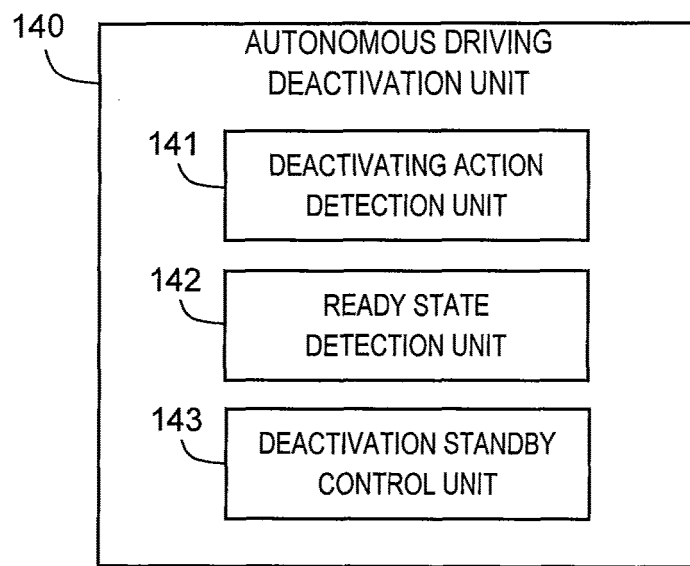 140
AUTONOMOUS DRIVING
DEACTIVATION UNIT
141
DEACTIVATING ACTION
DETECTION UNIT
142
READY STATE
DETECTION UNIT
143
DEACTIVATION STANDBY
CONTROL UNIT